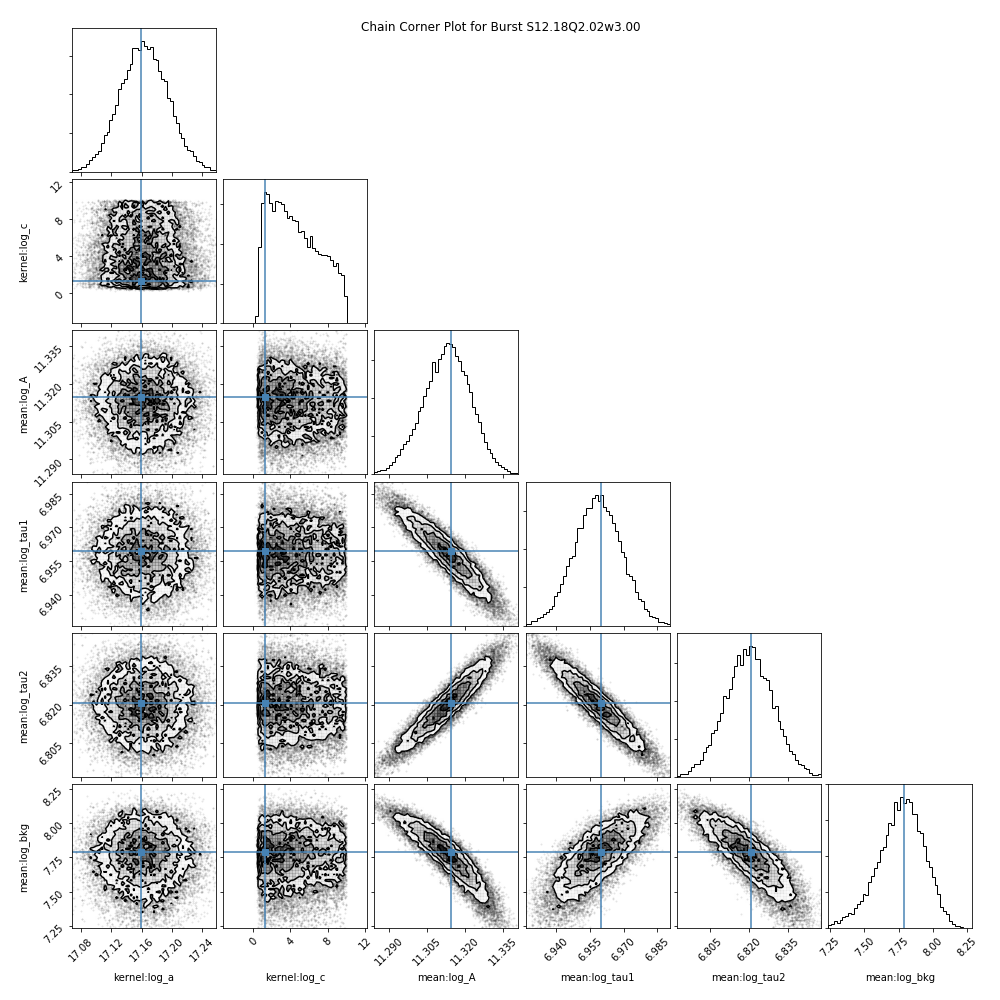 Chain Corner Plot for Burst S12.18Q2.02w3.00
kernel:log_c
12
8
4
0
mean:log_A
11.335
11.320
11.305
11.290
mean:log_tau1
6.985
6.970
6.955
6.940
mean:log_tau2
6.835
6.820
6.805
mean:log_bkg
8.25
8.00
7.75
7.50
7.25
17.08 17.12 17.16 17.20 17.24 0 4 8 12 11.290 11.305 11.320 11.335 6.940 6.955 6.970 6.985 6.805 6.820 6.835 7.25 7.50 7.75 8.00 8.25
kernel:log_a kernel:log_c mean:log_A mean:log_tau1 mean:log_tau2 mean:log_bkg